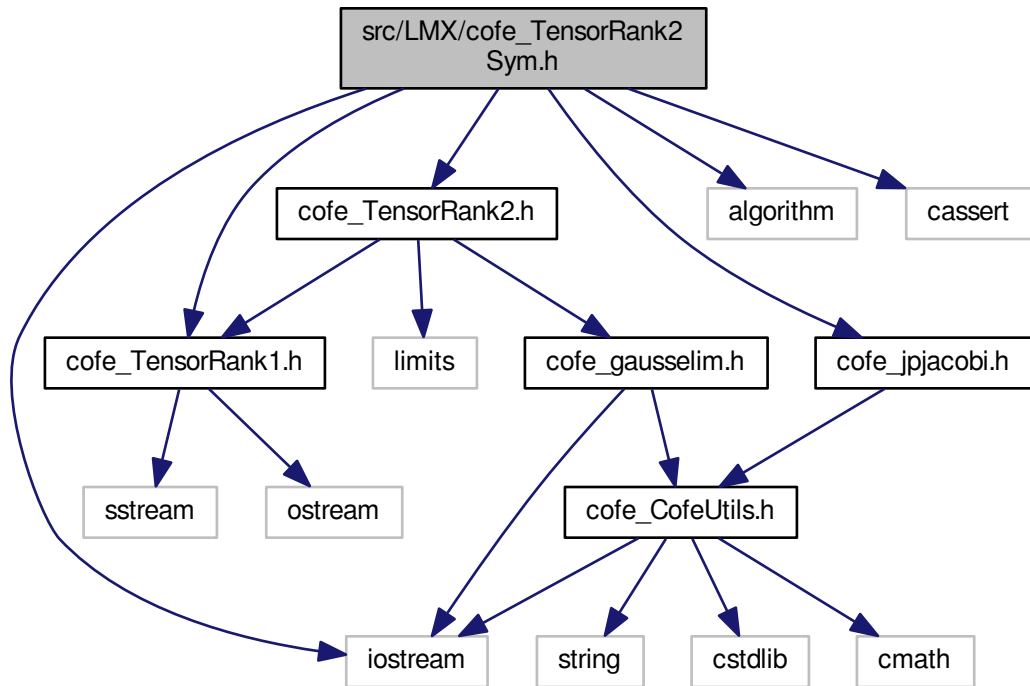 src/LMX/cofe_TensorRank2
Sym.h
cofe_TensorRank2.h
algorithm
cassert
cofe_TensorRank1.h
limits
cofe_gausselim.h
cofe_jpjacobi.h
sstream
ostream
cofe_CofeUtils.h
iostream
string
cstdlib
cmath